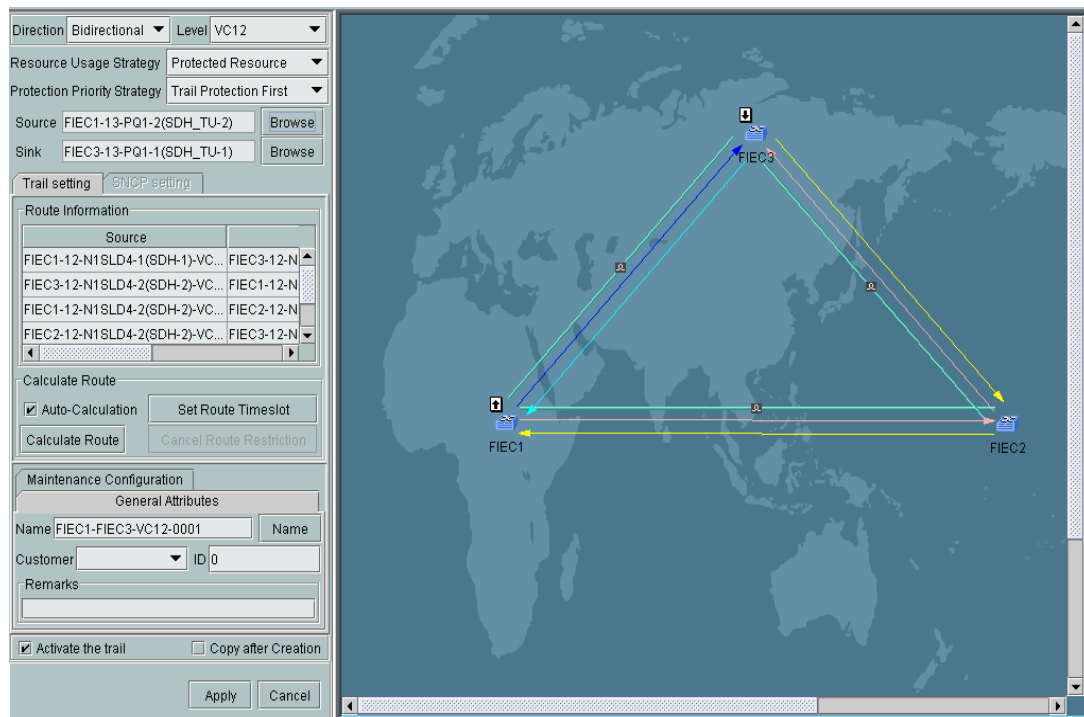 Direction Bidirectional Level VC12
Resource Usage Strategy Protected Resource
Protection Priority Strategy Trail Protection First
Source FIEC1-13-PQ1-2(SDH_TU-2) Browse
Sink FIEC3-13-PQ1-1(SDH_TU-1) Browse
Trail setting SNCP setting
Route Information
Source
FIEC1-12-N1SLD4-1(SDH-1)-VC... FIEC3-12-N
FIEC3-12-N1SLD4-2(SDH-2)-VC... FIEC1-12-N
FIEC1-12-N1SLD4-2(SDH-2)-VC... FIEC2-12-N
FIEC2-12-N1SLD4-2(SDH-2)-VC... FIEC3-12-N
Calculate Route
Auto-Calculation Set Route Timeslot
Calculate Route Cancel Route Restriction
Maintenance Configuration
General Attributes
Name FIEC1-FIEC3-VC12-0001 Name
Customer ID 0
Remarks
Activate the trail Copy after Creation
Apply Cancel
FIEC3
FIEC1
FIEC2